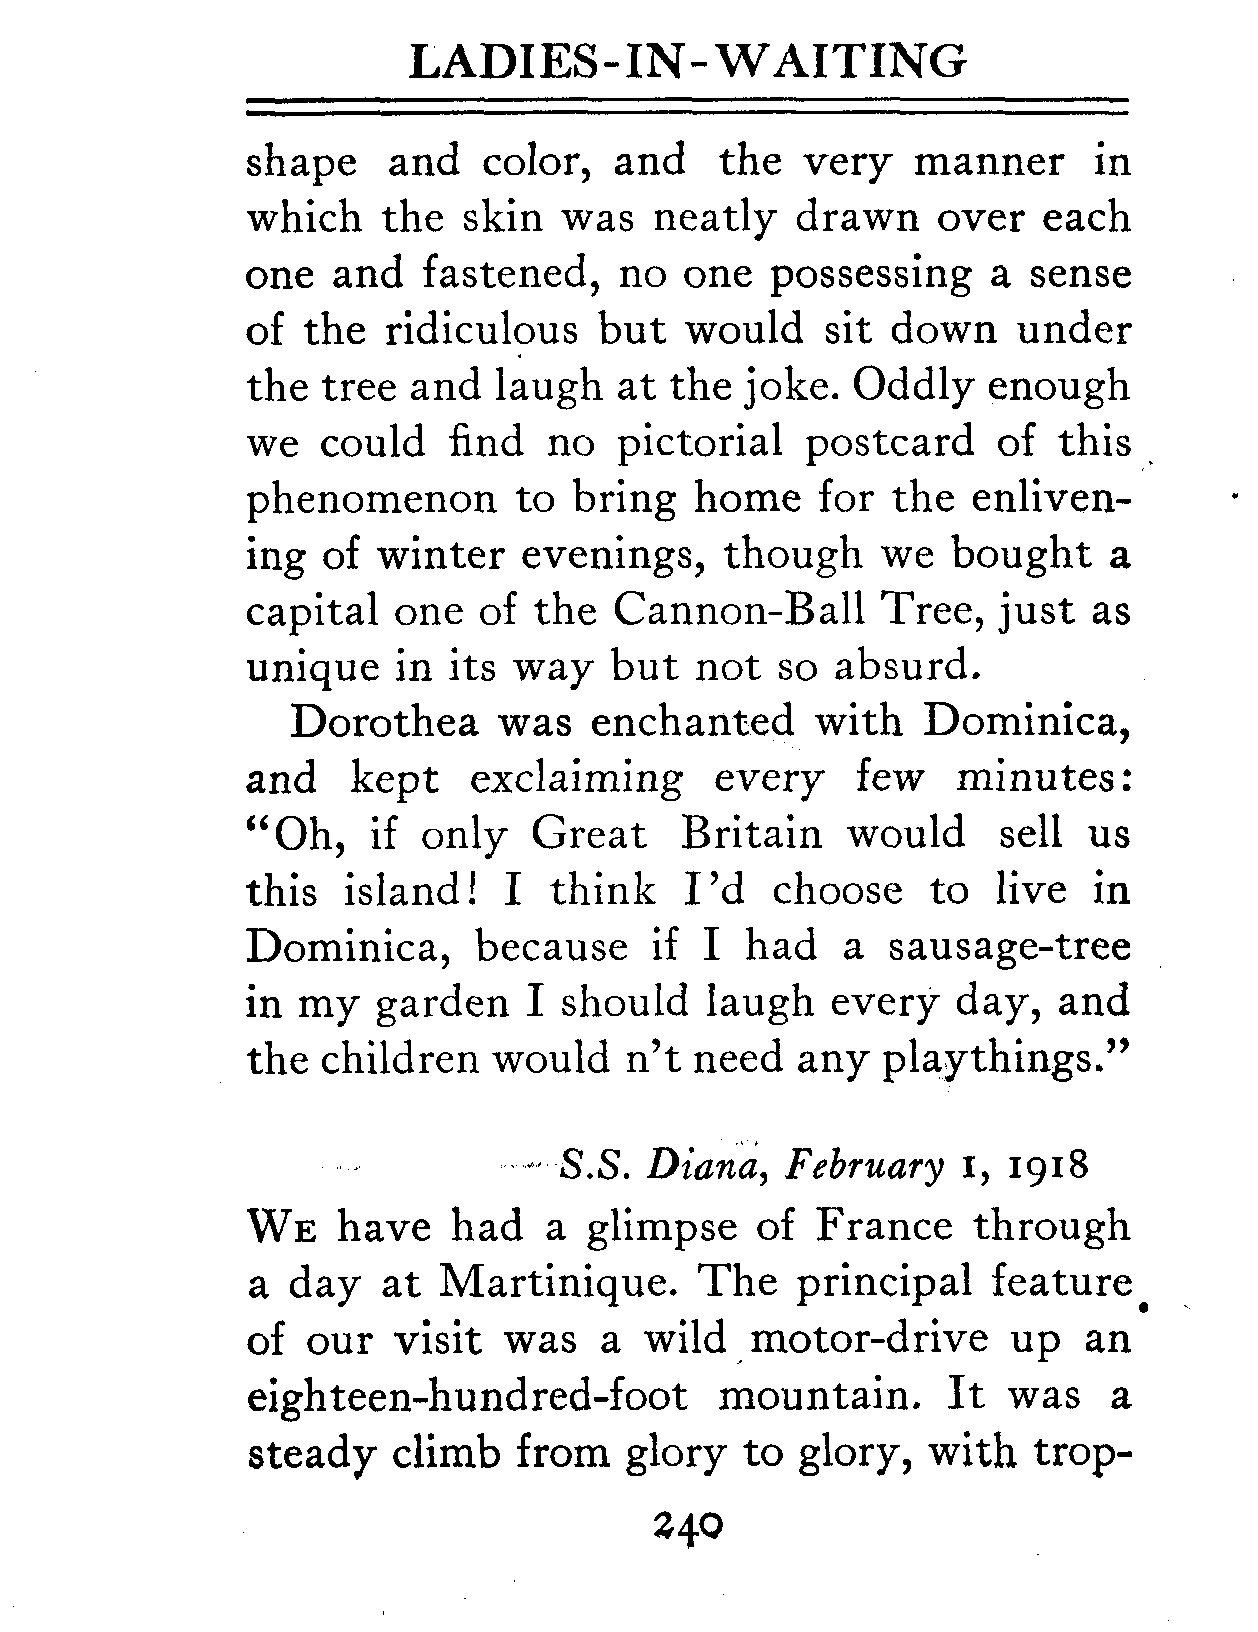 LADIES-IN-WAITING
shape and color, and the very manner in
which the skin was neatly drawn over each
one and fastened, no one possessing a sense
of the ridiculous but would sit down under
the tree and laugh at the joke. Oddly enough
we could find no pictorial postcard of this
phenomenon to bring home for the enliven-
ing of winter evenings, though we bought a
capital one of the Cannon-Ball Tree, just as
unique in its way but not so absurd.
Dorothea was enchanted with Dominica,
and kept exclaiming every few minutes:
“Oh, if only Great Britain would sell us
this island! I think I 'd choose to live in
Dominica, because if I had a sausage-tree
in my garden I should laugh every day, and
the children would n't need any playthings.”
S.S. Diana, February 1, 1918
WE have had a glimpse of France through
a day at Martinique. The principal feature
of our visit was a wild motor-drive up an
eighteen-hundred-foot mountain. It was a
steady climb from glory to glory, with trop-
240